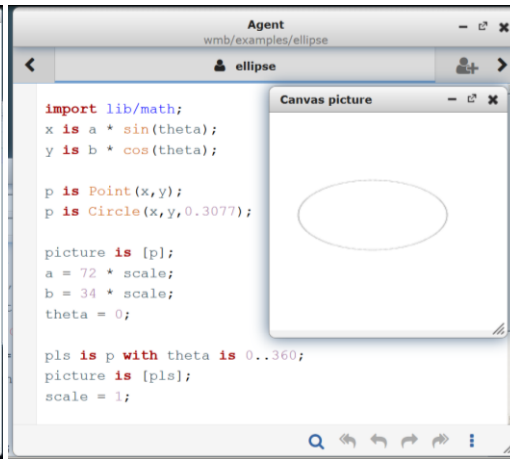 Agent
wmb/examples/ellipse
ellipse
import lib/math;
x is a * sin(theta);
y is b * cos(theta);
p is Point(x,y);
p is Circle(x,y,0.3077);
picture is [p];
a = 72 * scale;
b = 34 * scale;
theta = 0;
pls is p with theta is 0..360;
picture is [pls];
scale = 1;
Canvas picture